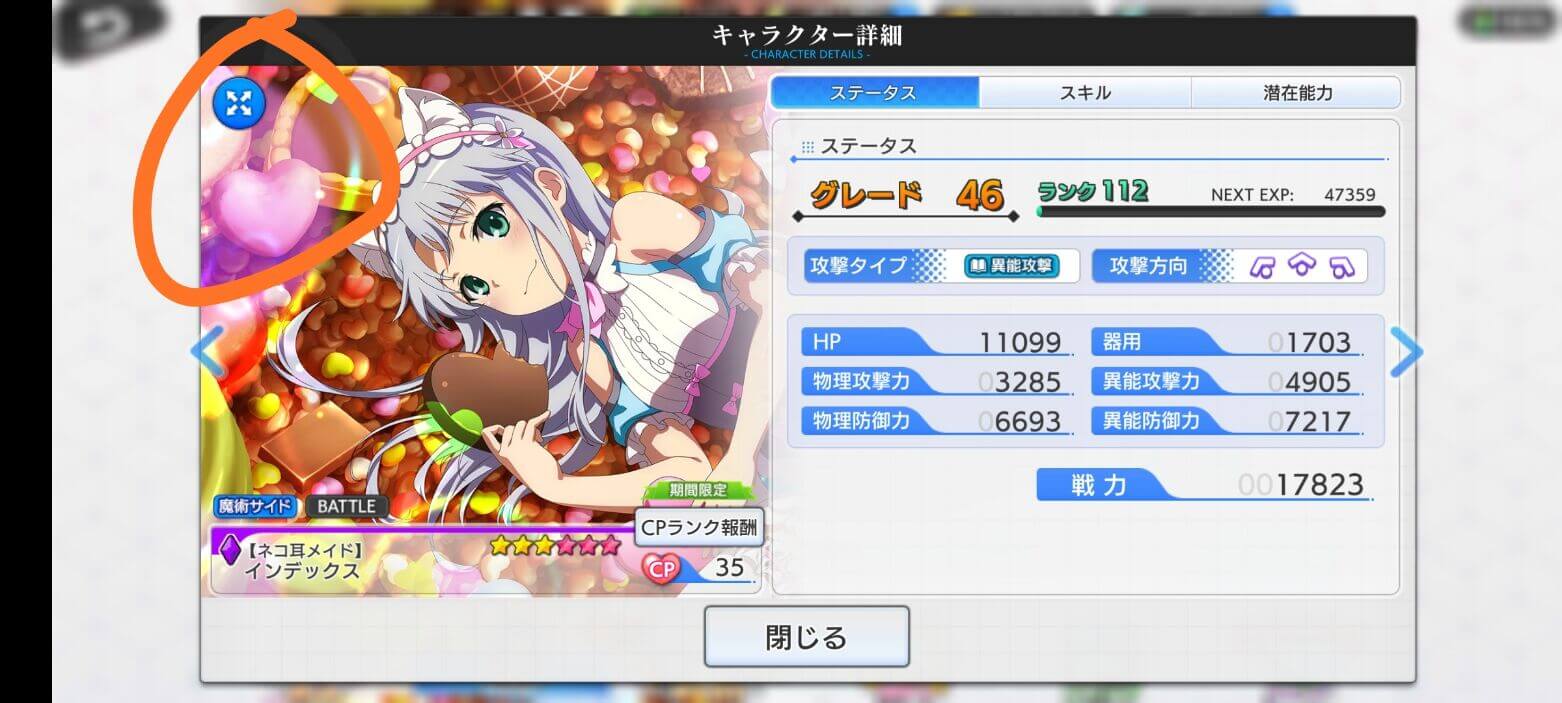 キャラクター詳細
- CHARACTER DETAILS -
ステータス
スキル
潜在能力
ステータス
グレード 46
ランク 112
NEXT EXP: 47359
攻撃タイプ
異能攻撃
攻撃方向
HP 11099
器用 01703
物理攻撃力 03285
異能攻撃力 04905
物理防御力 06693
異能防御力 07217
戦力 0017823
魔術サイド
BATTLE
期間限定
CPランク報酬
【ネコ耳メイド】
インデックス
CP 35
閉じる